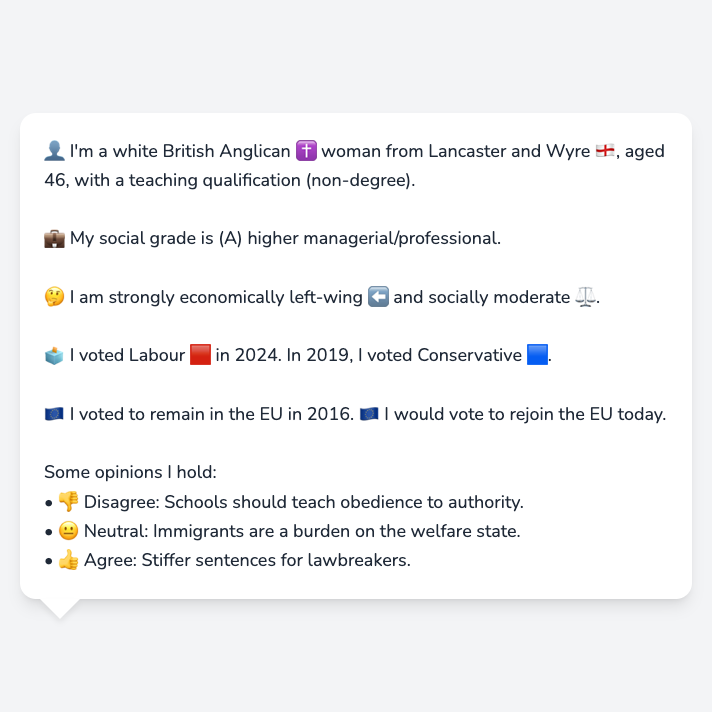 👤 I'm a white British Anglican ✝️ woman from Lancaster and Wyre 🏴󠁧󠁢󠁥󠁮󠁧󠁿, aged
46, with a teaching qualification (non-degree).
💼 My social grade is (A) higher managerial/professional.
🤔 I am strongly economically left-wing ⬅️ and socially moderate ⚖️.
🗳️ I voted Labour 🟥 in 2024. In 2019, I voted Conservative 🟦.
🇪🇺 I voted to remain in the EU in 2016. 🇪🇺 I would vote to rejoin the EU today.
Some opinions I hold:
• 👎 Disagree: Schools should teach obedience to authority.
• 😐 Neutral: Immigrants are a burden on the welfare state.
• 👍 Agree: Stiffer sentences for lawbreakers.